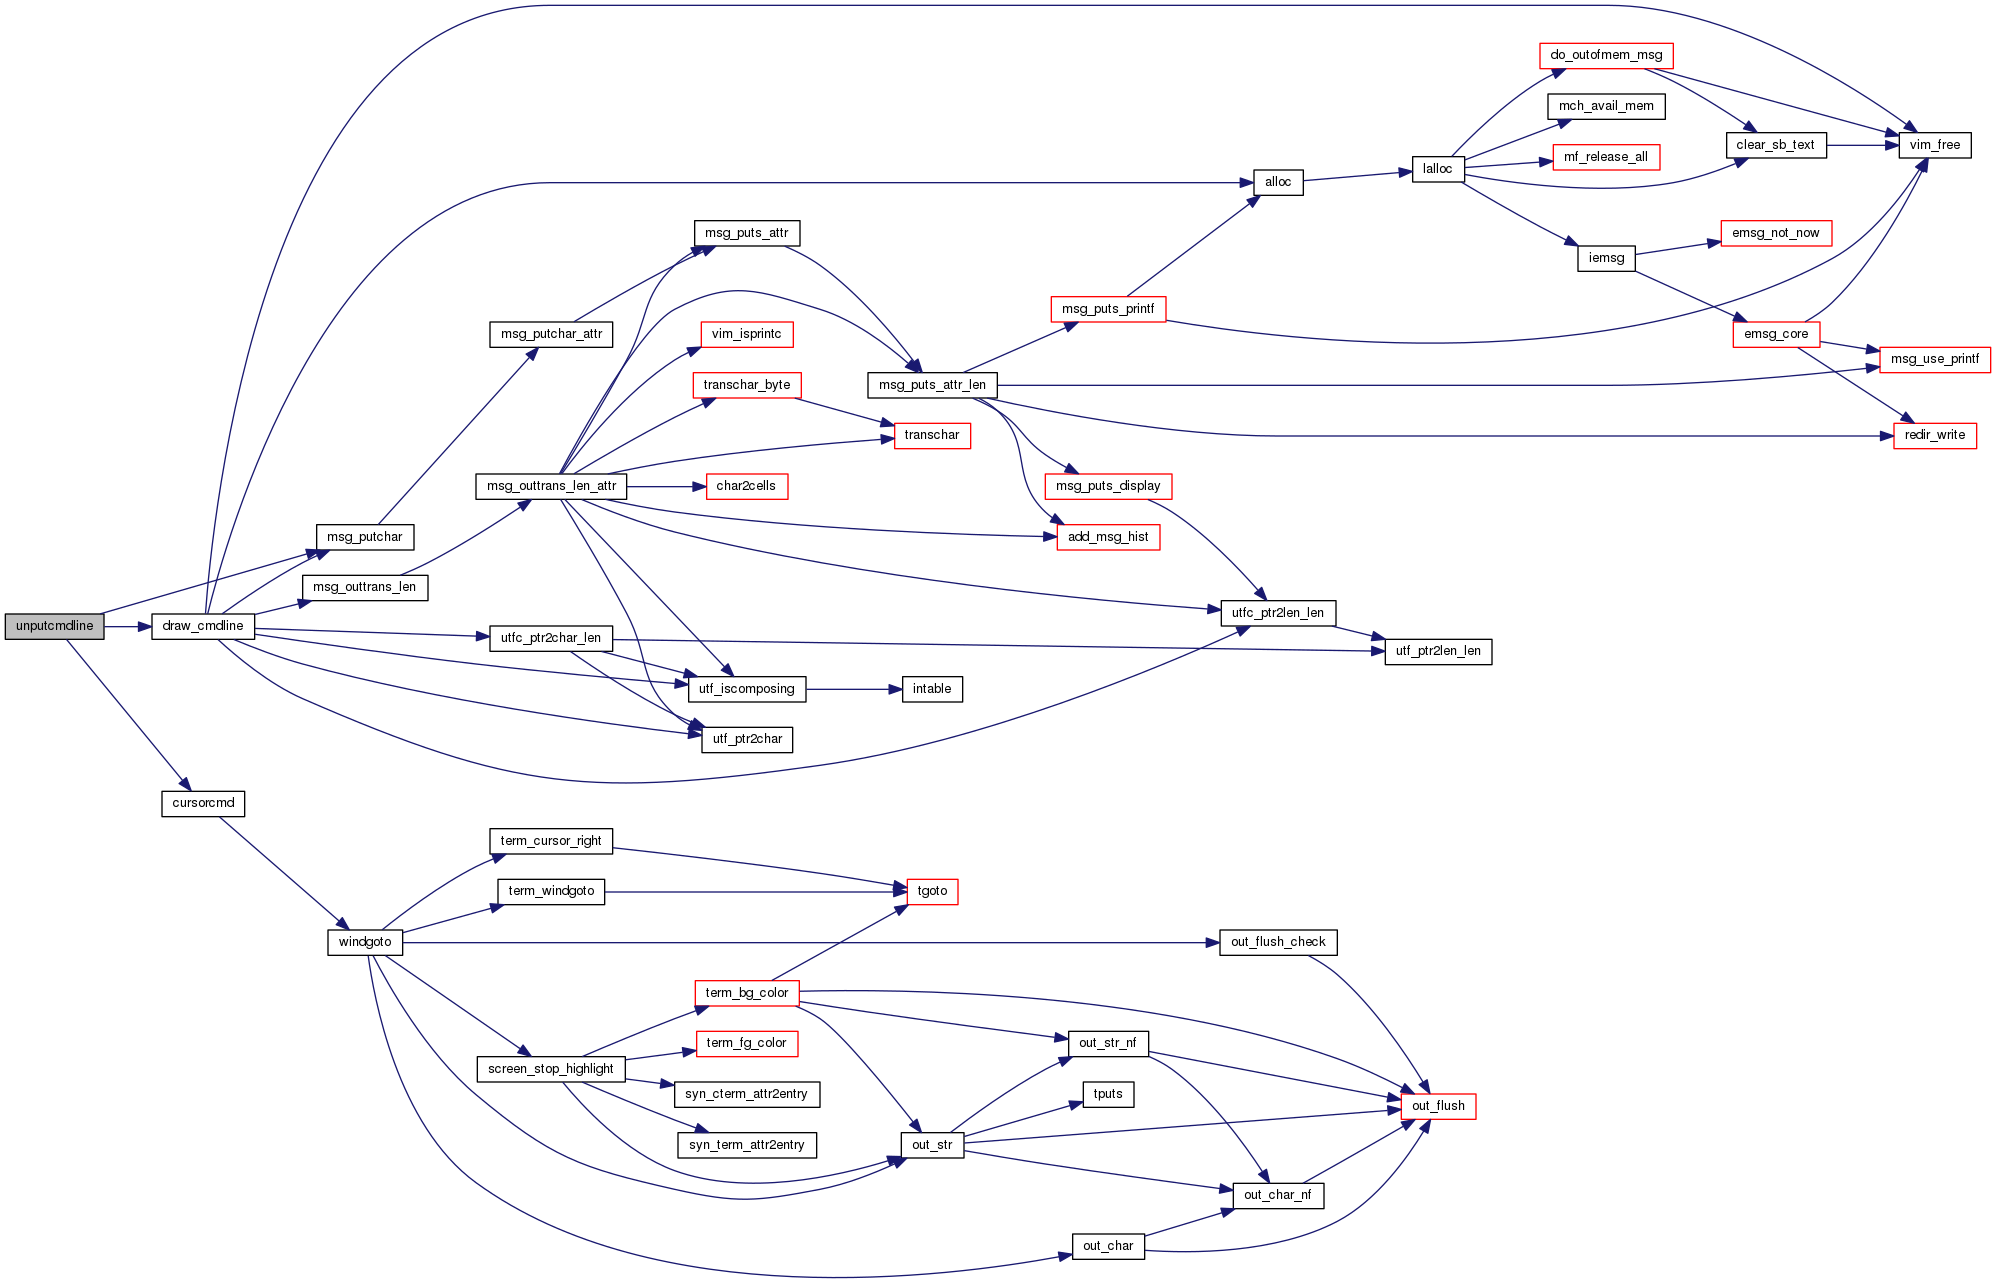 do_outofmem_msg
mch_avail_mem
clear_sb_text
vim_free
mf_release_all
lalloc
alloc
msg_puts_attr
emsg_not_now
iemsg
msg_puts_printf
msg_putchar_attr
vim_isprintc
emsg_core
msg_use_printf
transchar_byte
msg_puts_attr_len
transchar
redir_write
msg_outtrans_len_attr
char2cells
msg_puts_display
msg_putchar
add_msg_hist
msg_outtrans_len
utfc_ptr2len_len
unputcmdline
draw_cmdline
utfc_ptr2char_len
utf_ptr2len_len
utf_iscomposing
intable
utf_ptr2char
cursorcmd
term_cursor_right
term_windgoto
tgoto
windgoto
out_flush_check
term_bg_color
term_fg_color
out_str_nf
screen_stop_highlight
syn_cterm_attr2entry
tputs
out_flush
syn_term_attr2entry
out_str
out_char_nf
out_char